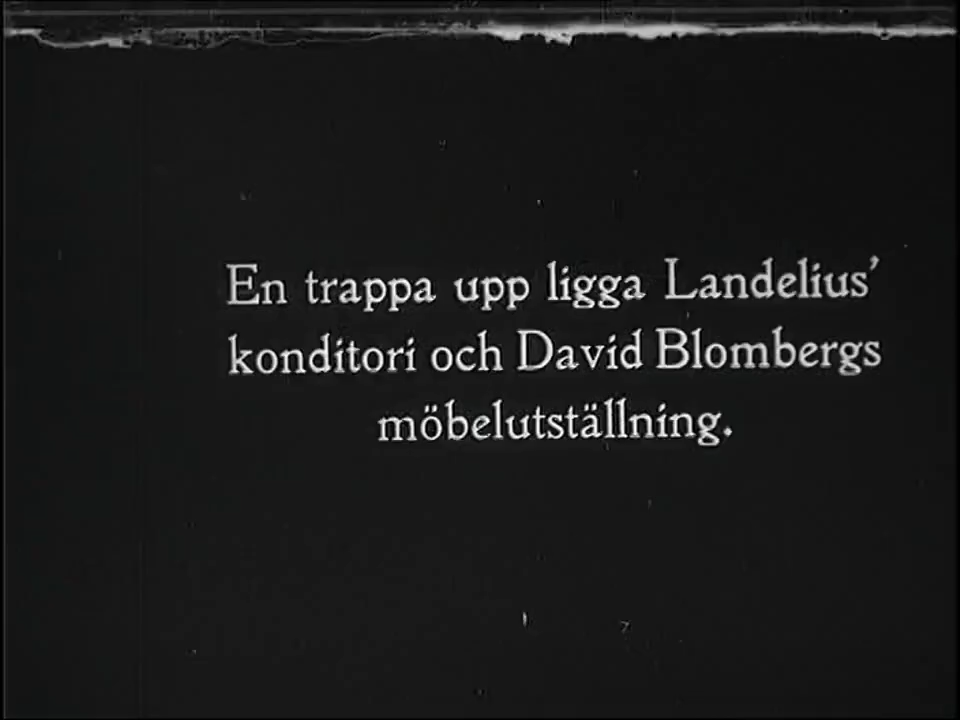 En trappa upp ligga Landelius’
konditori och David Blombergs
möbelutställning.